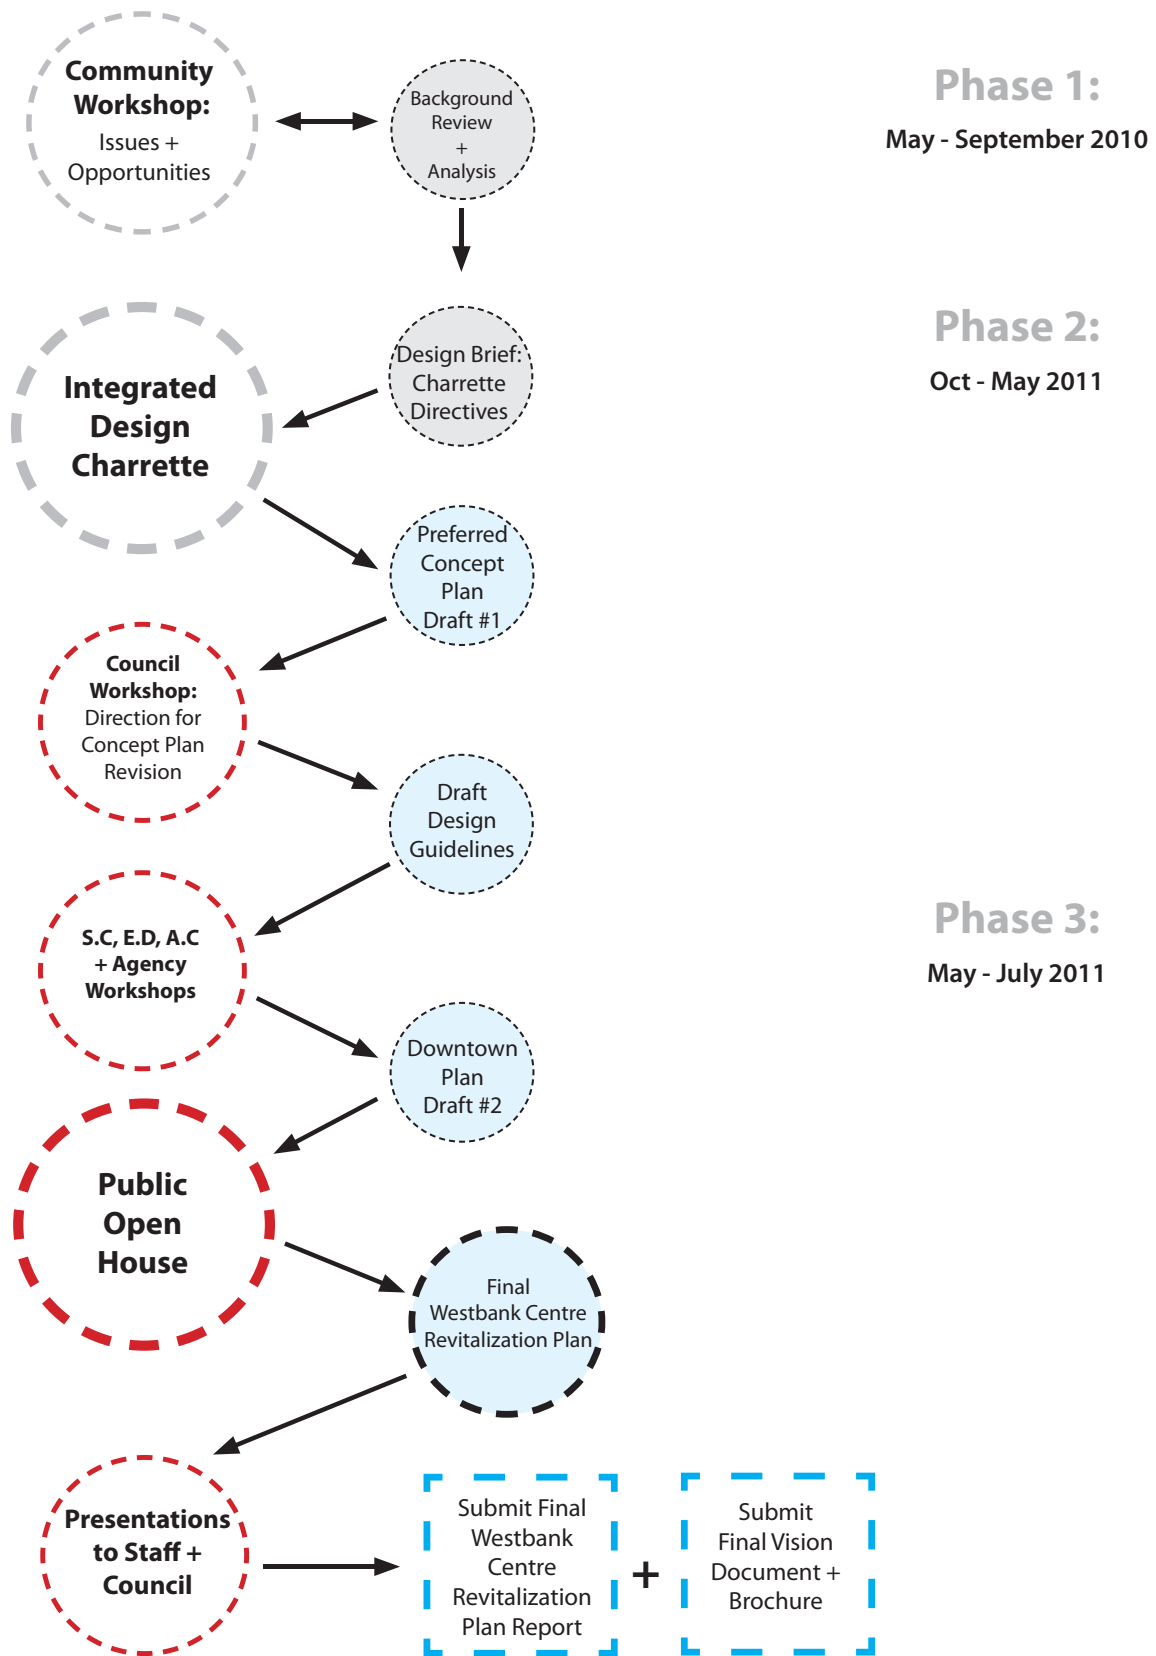 Community
Workshop:
Issues +
Opportunities
Background
Review
+
Analysis
Phase 1:
May - September 2010
Design Brief:
Charrette
Directives
Phase 2:
Oct - May 2011
Integrated
Design
Charrette
Preferred
Concept
Plan
Draft #1
Council
Workshop:
Direction for
Concept Plan
Revision
Draft
Design
Guidelines
S.C, E.D, A.C
+ Agency
Workshops
Phase 3:
May - July 2011
Downtown
Plan
Draft #2
Public
Open
House
Final
Westbank Centre
Revitalization Plan
Presentations
to Staff +
Council
Submit Final
Westbank
Centre
Revitalization
Plan Report
+
Submit
Final Vision
Document +
Brochure